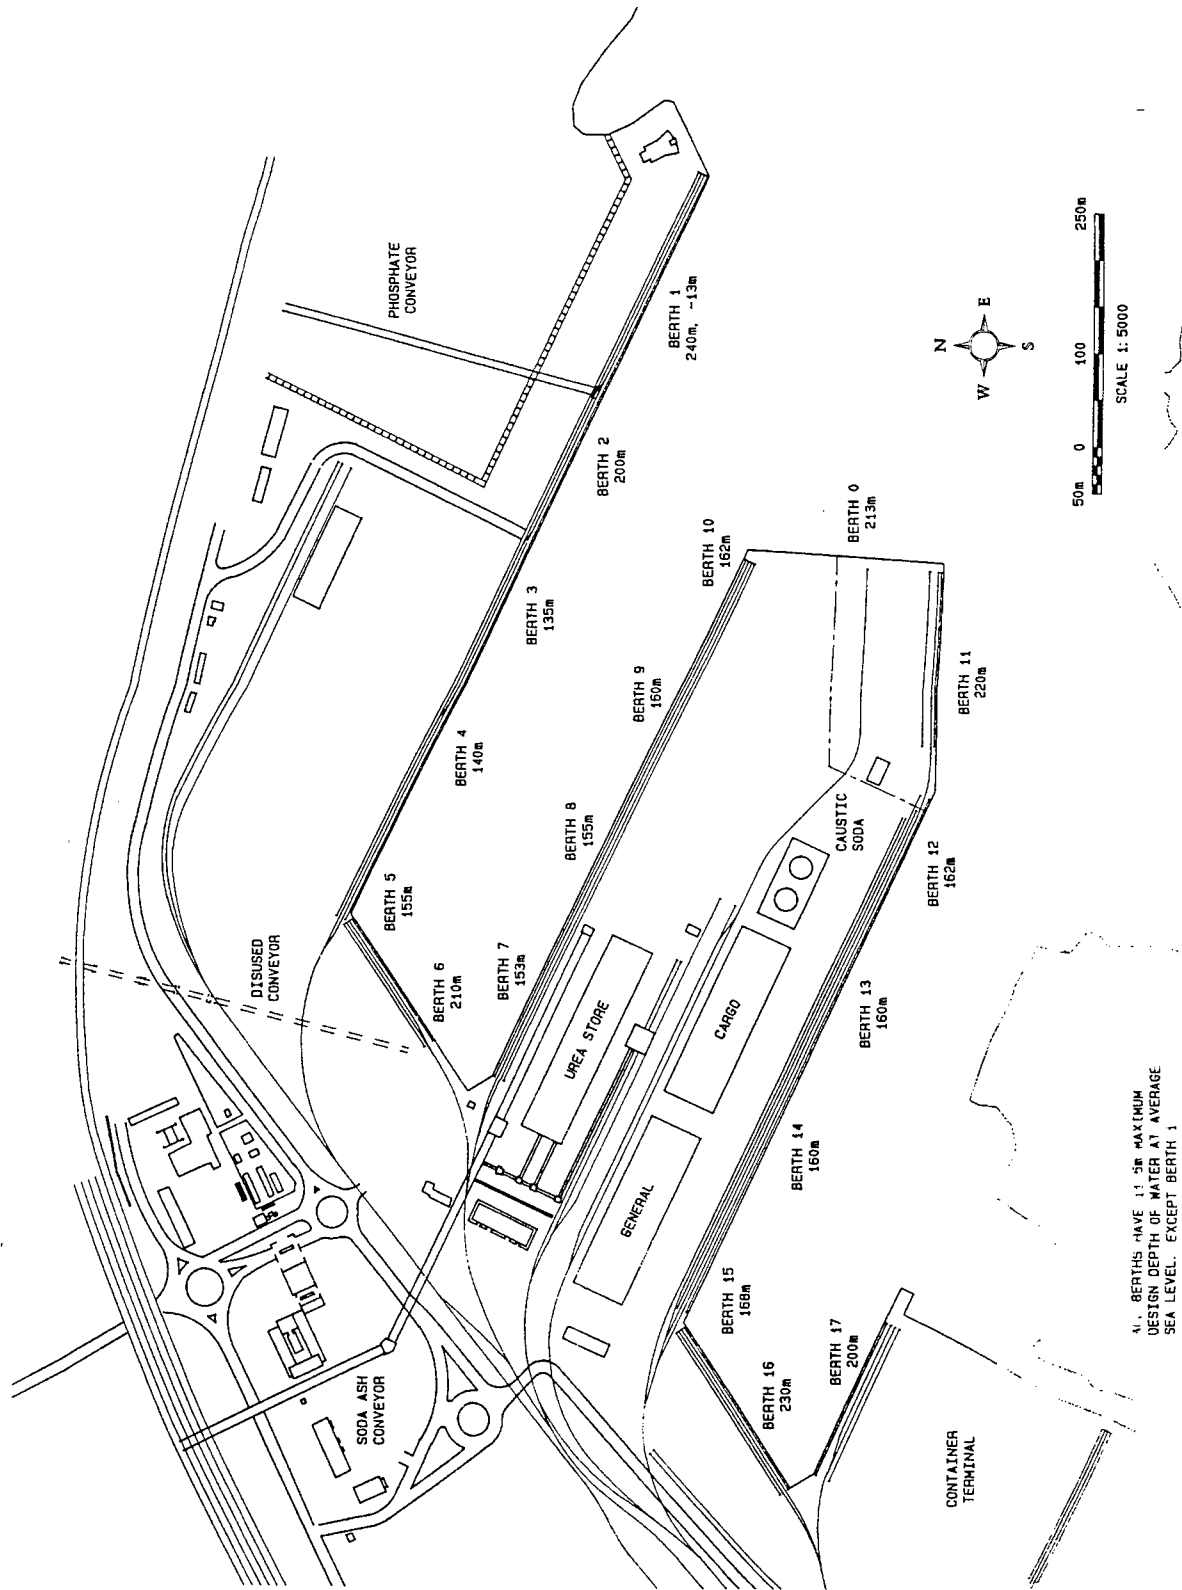 PHOSPHATE
CONVEYOR
BERTH 1
240m, -13m
BERTH 2
200m
BERTH 3
135m
BERTH 4
140m
BERTH 5
155m
BERTH 6
210m
DISUSED
CONVEYOR
BERTH 7
153m
BERTH 8
155m
BERTH 9
160m
BERTH 10
162m
BERTH 0
213m
BERTH 11
220m
BERTH 12
162m
BERTH 13
160m
BERTH 14
160m
BERTH 15
168m
BERTH 16
230m
BERTH 17
200m
UREA STORE
CARGO
GENERAL
CAUSTIC
SODA
SODA ASH
CONVEYOR
CONTAINER
TERMINAL
N
W
E
S
50m 0 100 250m
SCALE 1:5000
BERTHS HAVE MAXIMUM
DESIGN DEPTH OF WATER AT AVERAGE
SEA LEVEL. EXCEPT BERTH 1